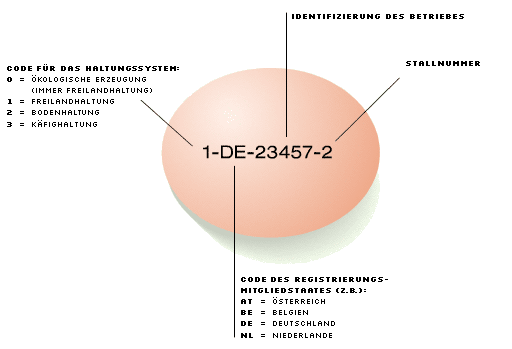 IDENTIFIZIERUNG DES BETRIEBES
CODE FÜR DAS HALTUNGSSYSTEM:
0 = ÖKOLOGISCHE ERZEUGUNG
(IMMER FREILANDHALTUNG)
1 = FREILANDHALTUNG
2 = BODENHALTUNG
3 = KÄFIGHALTUNG
STALLNUMMER
1-DE-23457-2
CODE DES REGISTRIERUNGS-
MITGLIEDSTAATES (Z.B.):
AT = ÖSTERREICH
BE = BELGIEN
DE = DEUTSCHLAND
NL = NIEDERLANDE